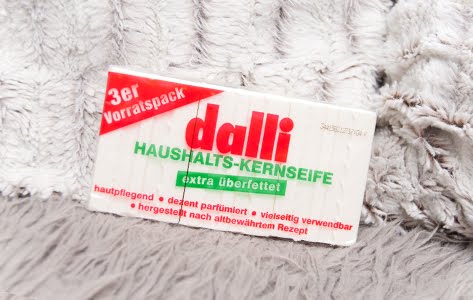 3er
Vorratspack
dalli
HAUSHALTS-KERNSEIFE
extra überfettet
hautpflegend • dezent parfümiert • vielseitig verwendbar
• hergestellt nach altbewährtem Rezept